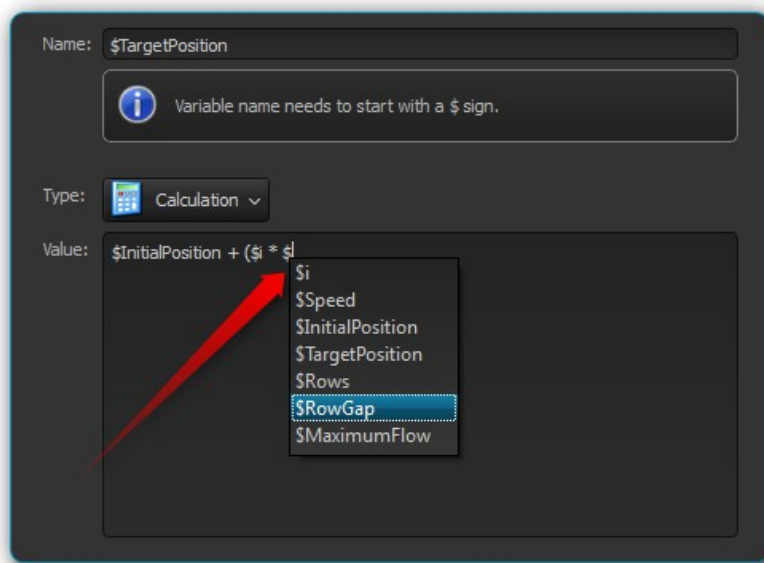 Name: $TargetPosition
Variable name needs to start with a $ sign.
Type: Calculation
Value: $InitialPosition + ($i * $
$i
$Speed
$InitialPosition
$TargetPosition
$Rows
$RowGap
$MaximumFlow